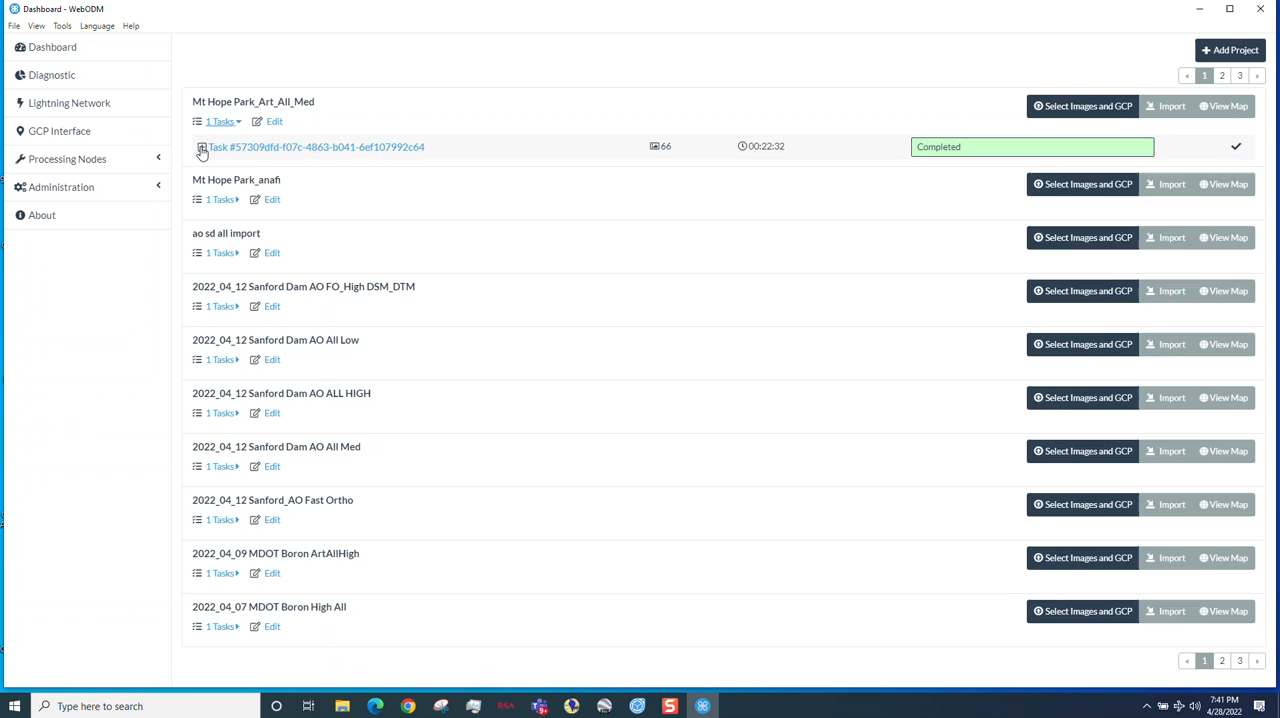 Dashboard - WebODM
File View Tools Language Help
Dashboard
Diagnostic
Lightning Network
GCP Interface
Processing Nodes
Administration
About
Add Project
« 1 2 3 »
Mt Hope Park_Art_All_Med
Select Images and GCP Import View Map
1 Tasks Edit
Task #57309dfd-f07c-4863-b041-6ef107992c64 66 00:22:32 Completed
Mt Hope Park_anafi
Select Images and GCP Import View Map
1 Tasks Edit
ao sd all import
Select Images and GCP Import View Map
1 Tasks Edit
2022_04_12 Sanford Dam AO FO_High DSM_DTM
Select Images and GCP Import View Map
1 Tasks Edit
2022_04_12 Sanford Dam AO All Low
Select Images and GCP Import View Map
1 Tasks Edit
2022_04_12 Sanford Dam AO ALL HIGH
Select Images and GCP Import View Map
1 Tasks Edit
2022_04_12 Sanford Dam AO All Med
Select Images and GCP Import View Map
1 Tasks Edit
2022_04_12 Sanford_AO Fast Ortho
Select Images and GCP Import View Map
1 Tasks Edit
2022_04_09 MDOT Boron ArtAllHigh
Select Images and GCP Import View Map
1 Tasks Edit
2022_04_07 MDOT Boron High All
Select Images and GCP Import View Map
1 Tasks Edit
« 1 2 3 »
Type here to search
RSA
7:41 PM
4/28/2022